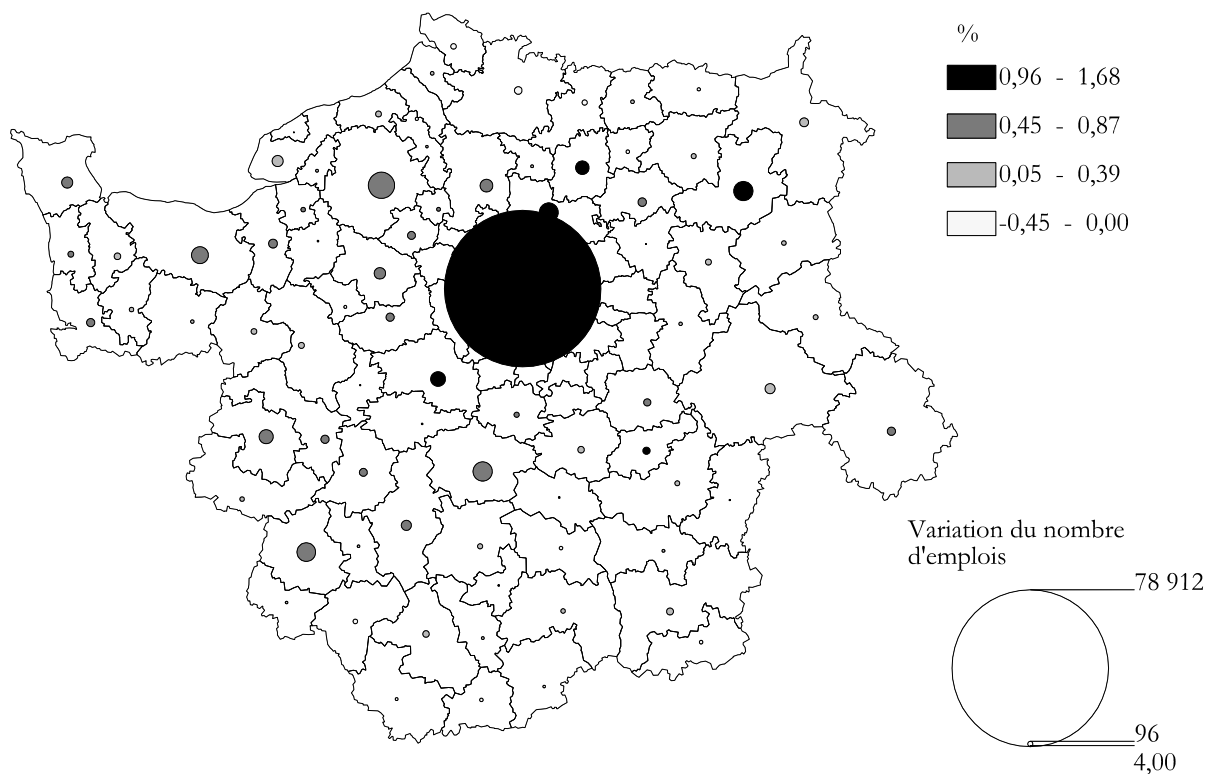 %
0,96 - 1,68
0,45 - 0,87
0,05 - 0,39
-0,45 - 0,00
Variation du nombre
d'emplois
78 912
96
4,00